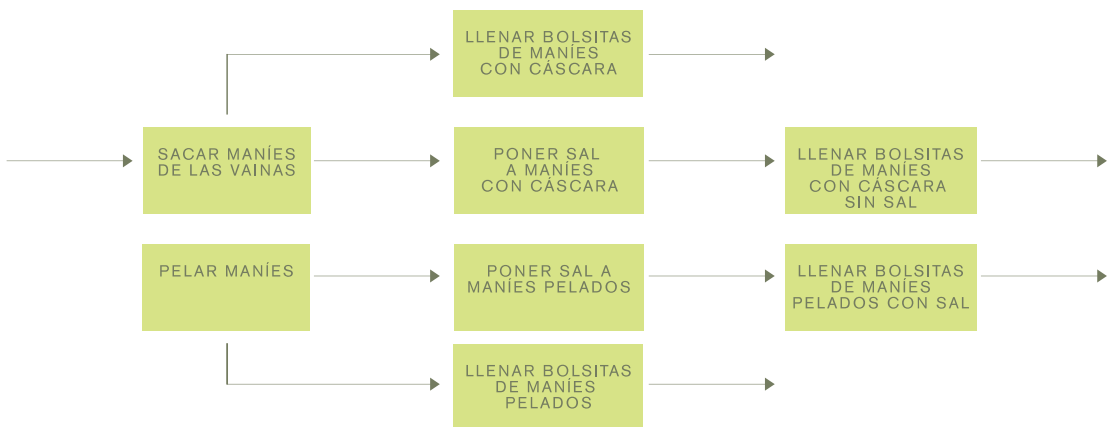 LLENAR BOLSITAS
DE MANÍES
CON CÁSCARA
SACAR MANÍES
DE LAS VAINAS
PONER SAL
A MANÍES
CON CÁSCARA
LLENAR BOLSITAS
DE MANÍES
CON CÁSCARA
SIN SAL
PELAR MANÍES
PONER SAL A
MANÍES PELADOS
LLENAR BOLSITAS
DE MANÍES
PELADOS CON SAL
LLENAR BOLSITAS
DE MANÍES
PELADOS